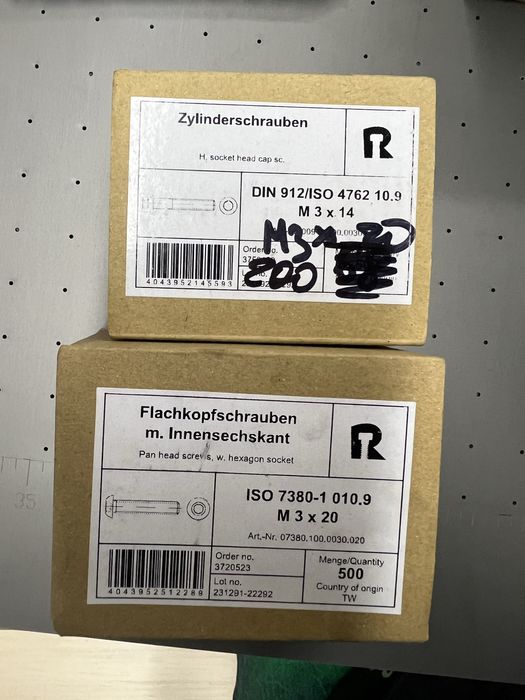 Zylinderschrauben
H. socket head cap sc.
DIN 912/ISO 4762 10.9
M 3 x 14
M3 x 20
Order no.
200
4043952145593
Flachkopfschrauben
m. Innensechskant
Pan head screws, w. hexagon socket
ISO 7380-1 010.9
M 3 x 20
Art.-Nr. 07380.100.0030.020
Order no.
3720523
Menge/Quantity
500
Lot no.
231291-22292
Country of origin
TW
4043952512289
35